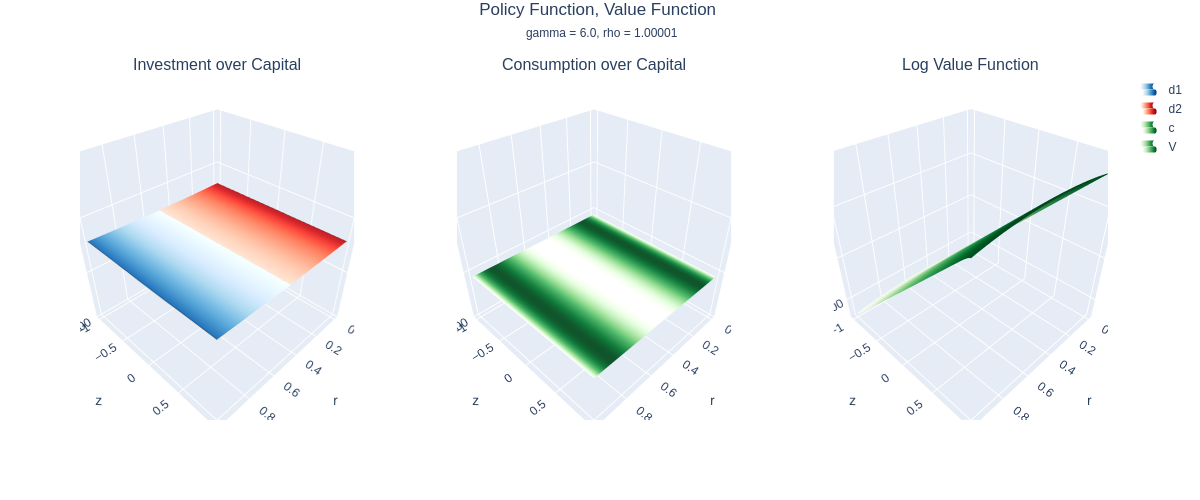 Policy Function, Value Function
gamma = 6.0, rho = 1.00001
Investment over Capital
Consumption over Capital
Log Value Function
d1
d2
c
V
−0.5
0
0.5
z
0
0.2
0.4
0.6
0.8
r
−0.5
0
0.5
z
0
0.2
0.4
0.6
0.8
r
−1
−0.5
0
0.5
z
0
0.2
0.4
0.6
0.8
r